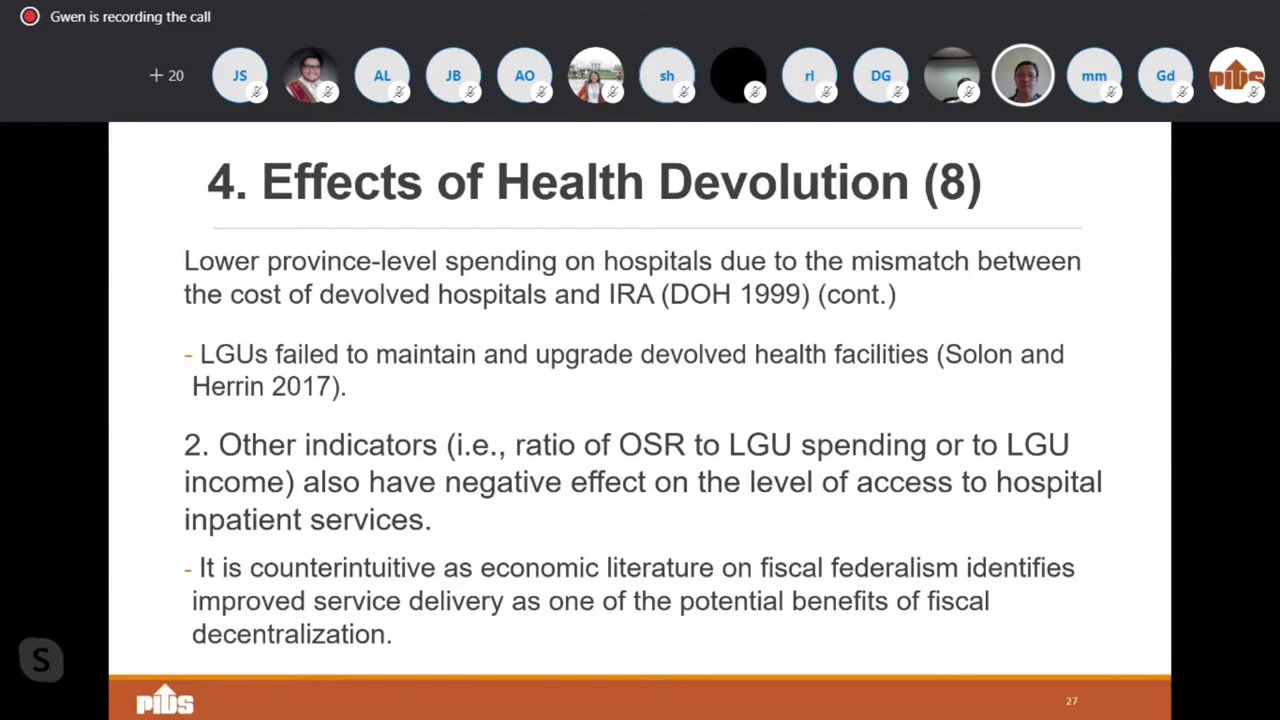 Gwen is recording the call
+ 20
JS
AL
JB
AO
sh
rl
DG
mm
Gd
PIDS
4. Effects of Health Devolution (8)
Lower province-level spending on hospitals due to the mismatch between
the cost of devolved hospitals and IRA (DOH 1999) (cont.)
- LGUs failed to maintain and upgrade devolved health facilities (Solon and
Herrin 2017).
2. Other indicators (i.e., ratio of OSR to LGU spending or to LGU
income) also have negative effect on the level of access to hospital
inpatient services.
- It is counterintuitive as economic literature on fiscal federalism identifies
improved service delivery as one of the potential benefits of fiscal
decentralization.
S
PIDS
27